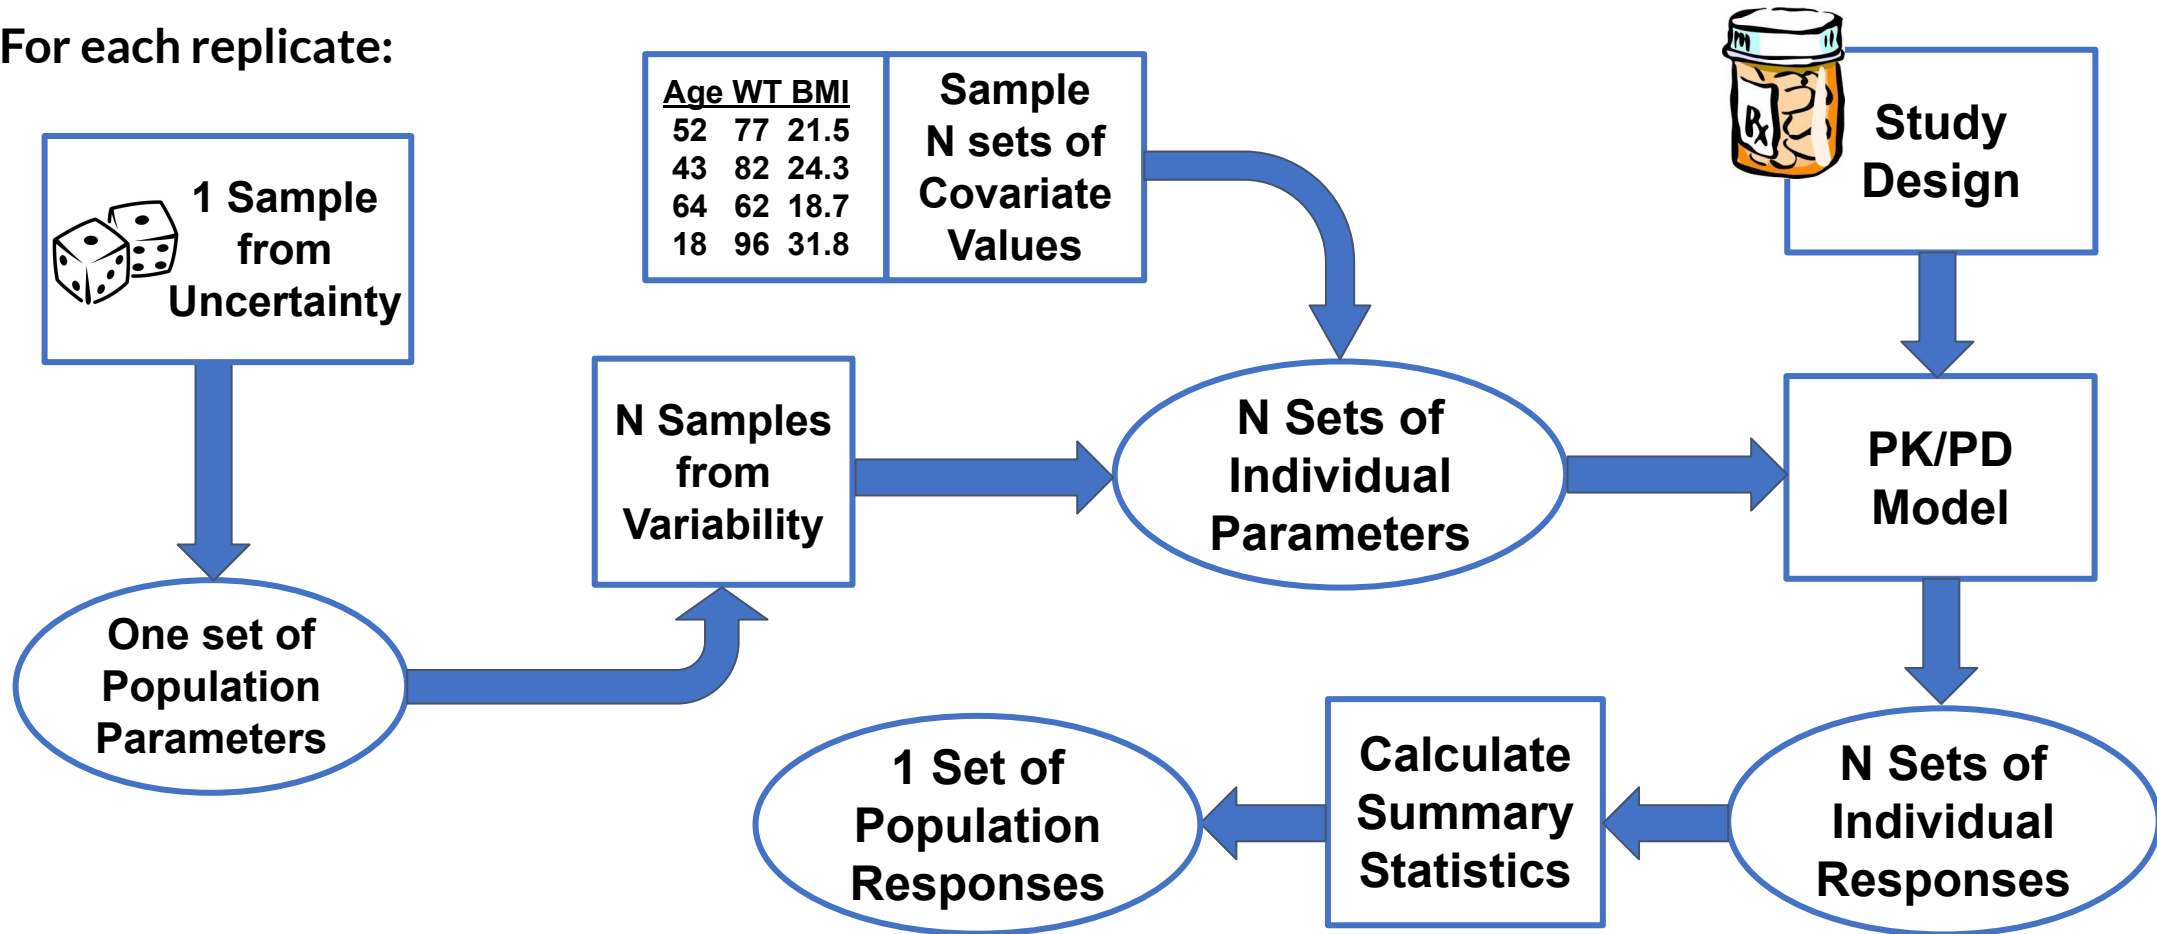 For each replicate:
1 Sample
from
Uncertainty
One set of
Population
Parameters
N Samples
from
Variability
Age WT BMI
52 77 21.5
43 82 24.3
64 62 18.7
18 96 31.8
Sample
N sets of
Covariate
Values
N Sets of
Individual
Parameters
Rx
Study
Design
PK/PD
Model
N Sets of
Individual
Responses
Calculate
Summary
Statistics
1 Set of
Population
Responses